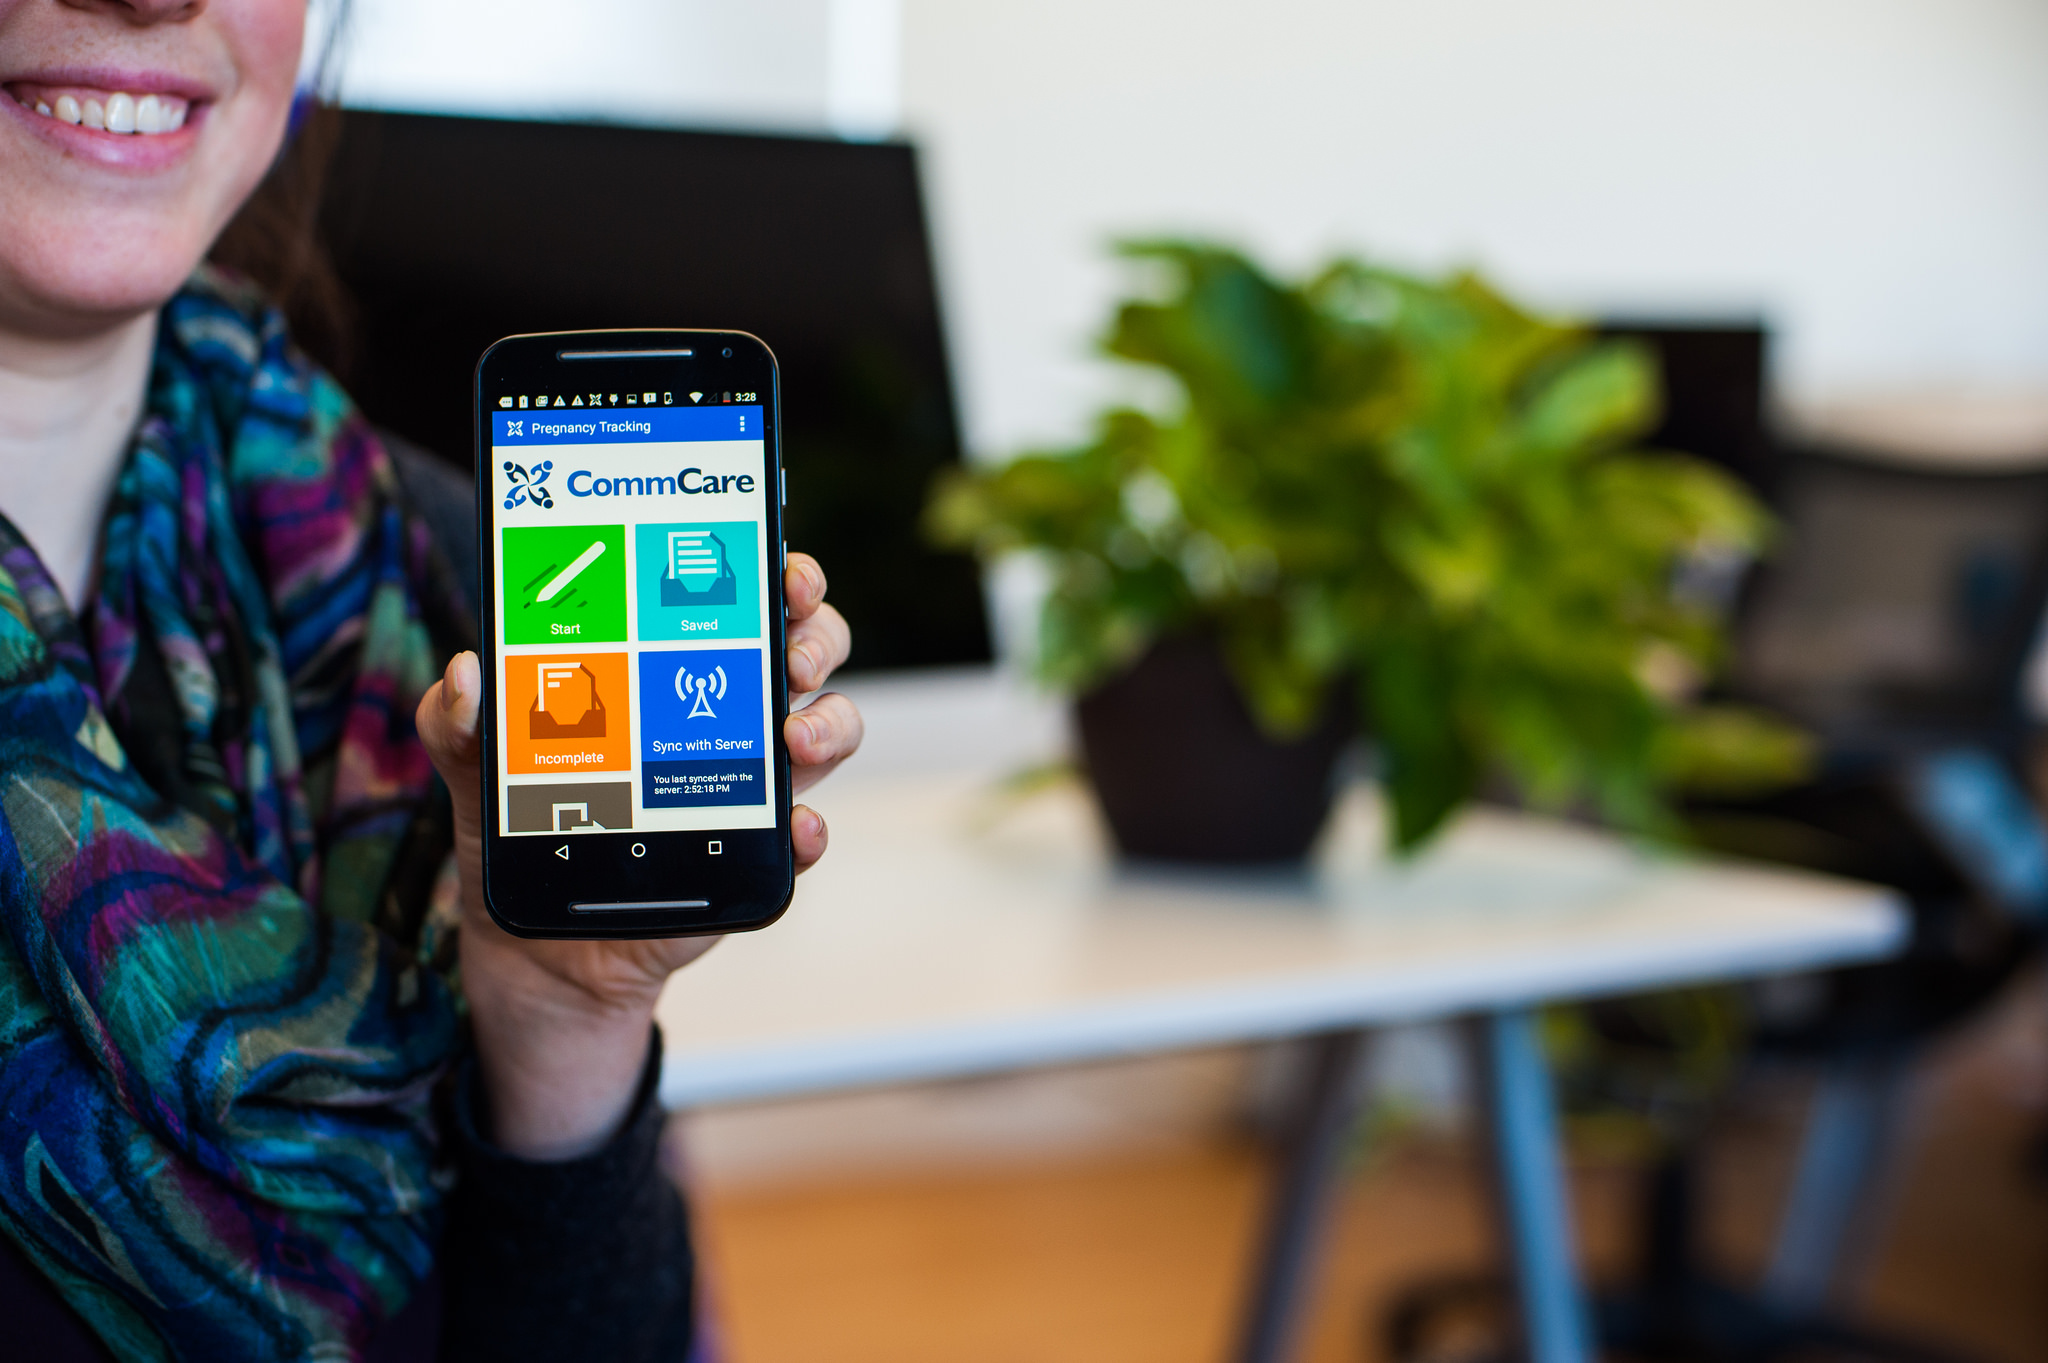 3:28
Pregnancy Tracking
CommCare
Start
Saved
Incomplete
Sync with Server
You last synced with the
server: 2:52:18 PM